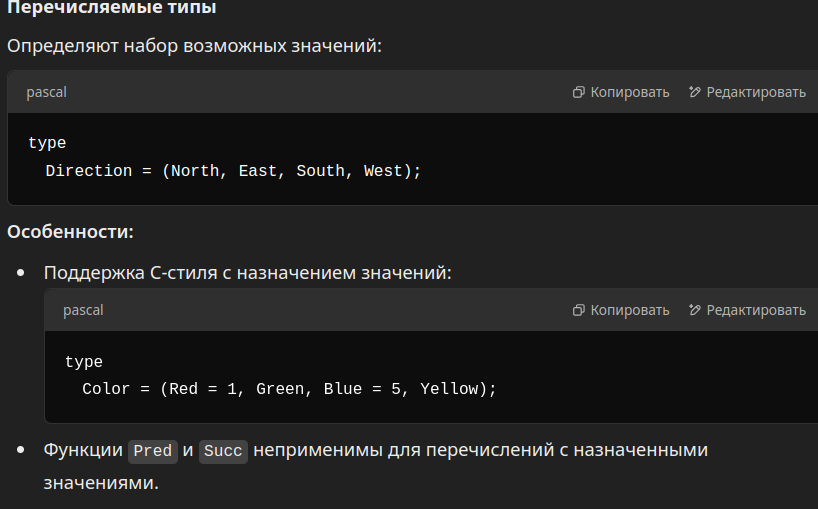 Перечисляемые типы
Определяют набор возможных значений:
pascal Копировать Редактировать
type
Direction = (North, East, South, West);
Особенности:
Поддержка C-стиля с назначением значений:
pascal Копировать Редактировать
type
Color = (Red = 1, Green, Blue = 5, Yellow);
Функции Pred и Succ неприменимы для перечислений с назначенными
значениями.